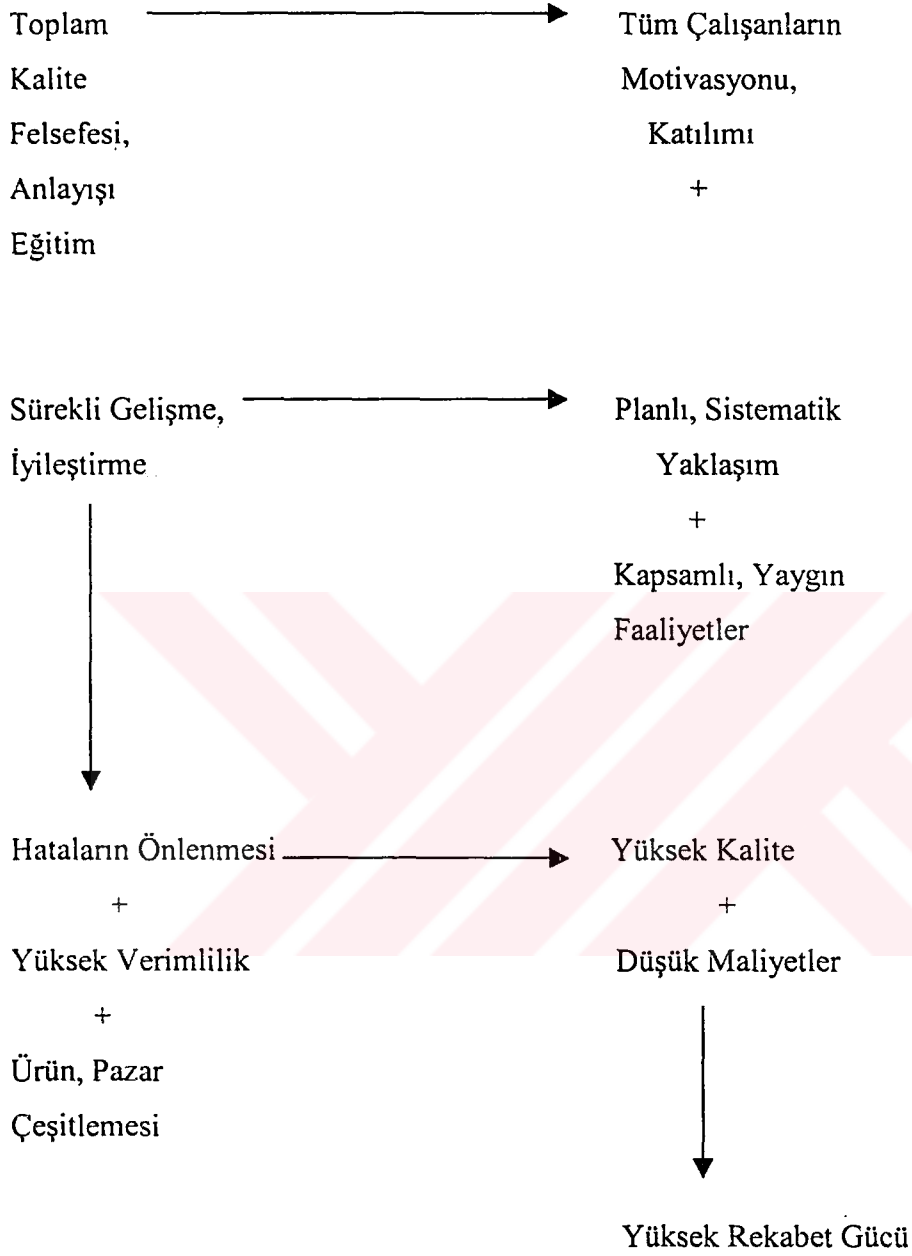 Toplam
Kalite
Felsefesi,
Anlayışı
Eğitim
Tüm Çalışanların
Motivasyonu,
Katılımı
+
Sürekli Gelişme,
İyileştirme
Planlı, Sistematik
Yaklaşım
+
Kapsamlı, Yaygın
Faaliyetler
Hataların Önlenmesi
+
Yüksek Verimlilik
+
Ürün, Pazar
Çeşitlemesi
Yüksek Kalite
+
Düşük Maliyetler
Yüksek Rekabet Gücü